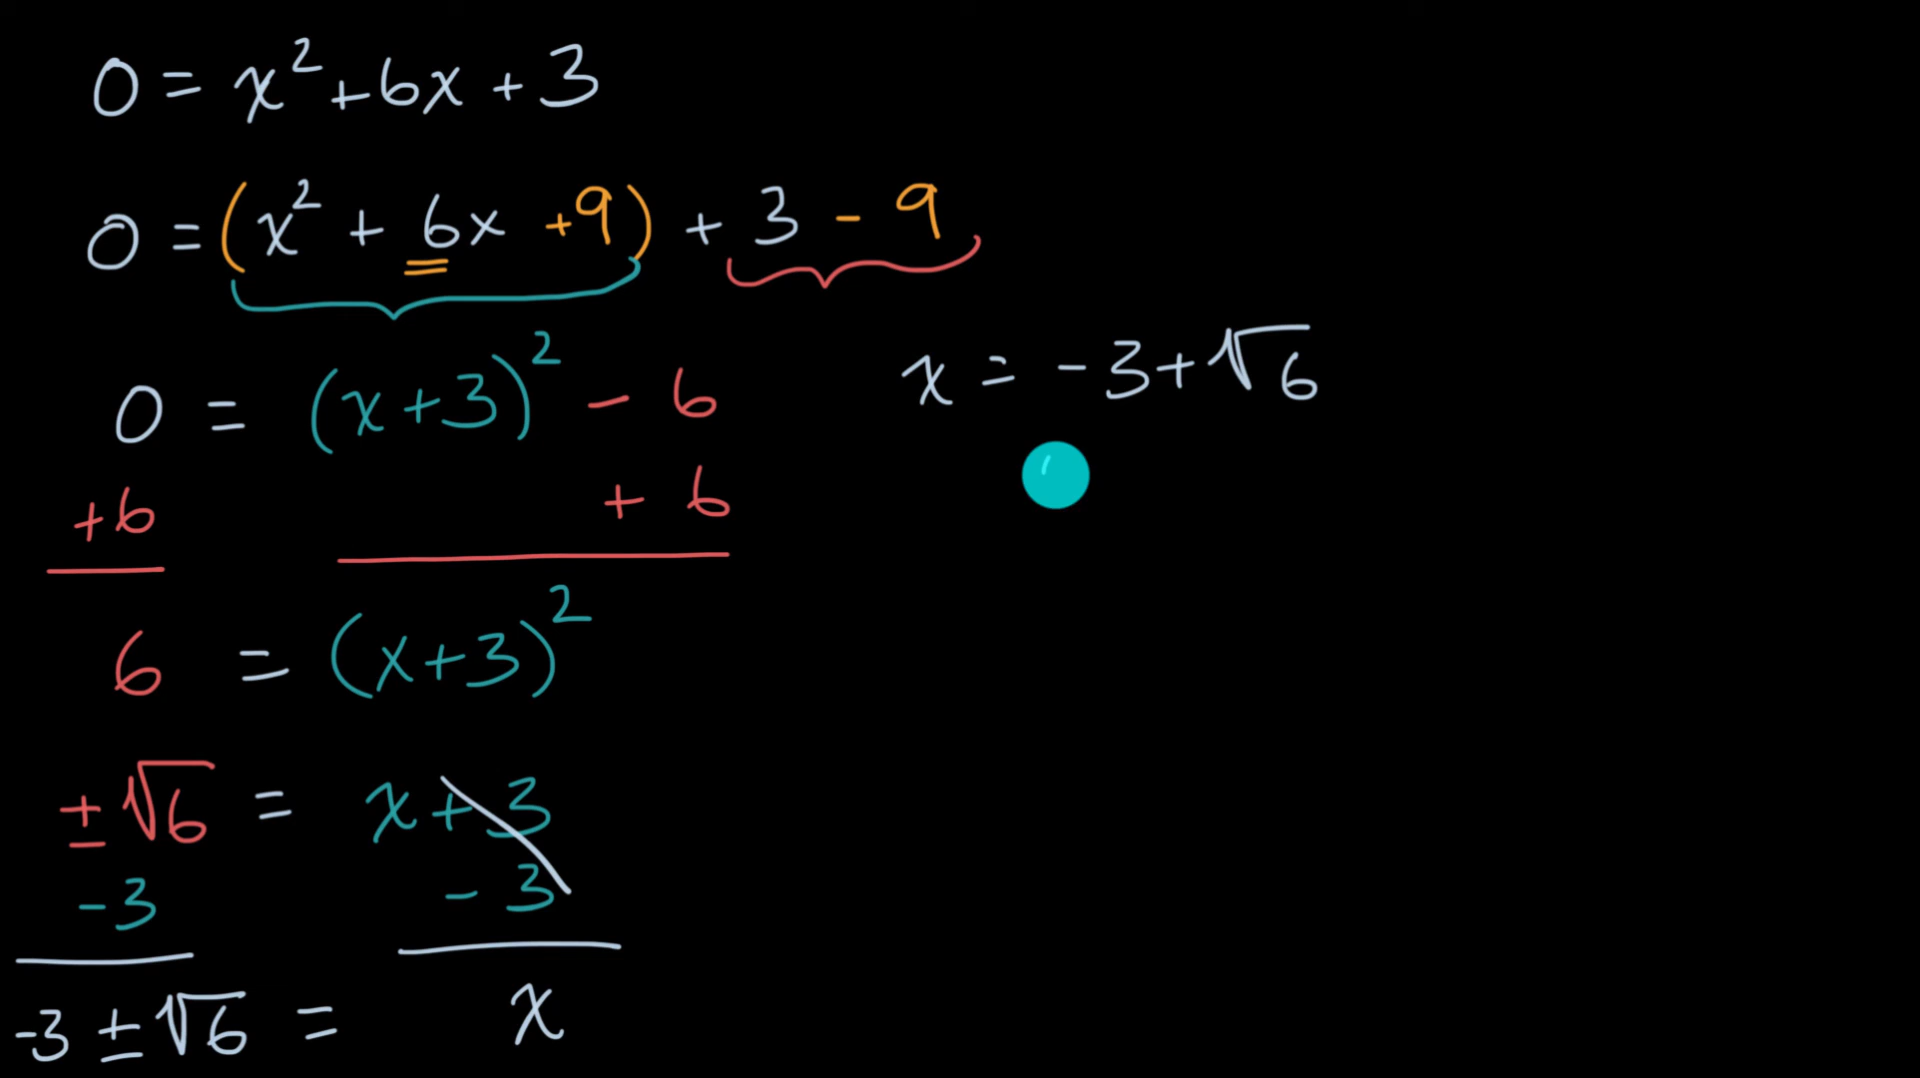 0 = x² + 6x + 3
0 = (x² + 6x + 9) + 3 - 9
0 = (x+3)² - 6
+6 + 6
6 = (x+3)²
± √6 = x + 3
-3 - 3
-3 ± √6 = x
x = -3 + √6